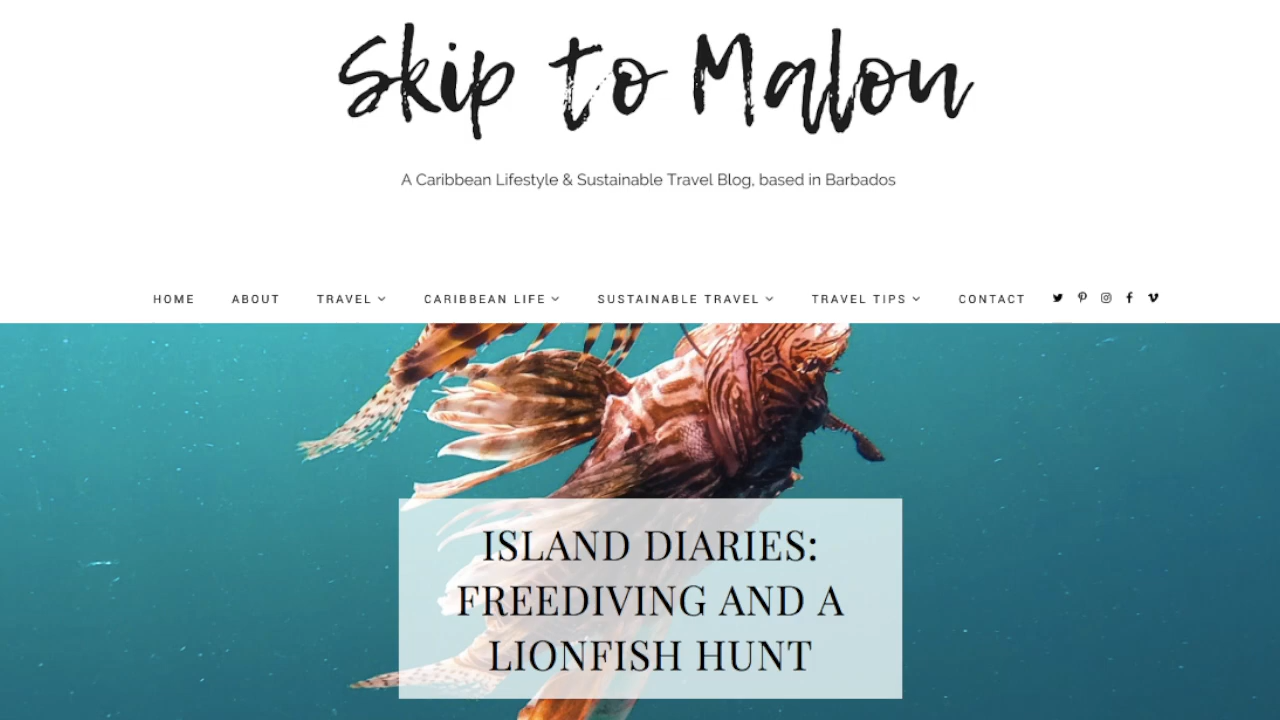 Skip to Malou
A Caribbean Lifestyle & Sustainable Travel Blog, based in Barbados
HOME ABOUT TRAVEL CARIBBEAN LIFE SUSTAINABLE TRAVEL TRAVEL TIPS CONTACT
ISLAND DIARIES:
FREEDIVING AND A
LIONFISH HUNT